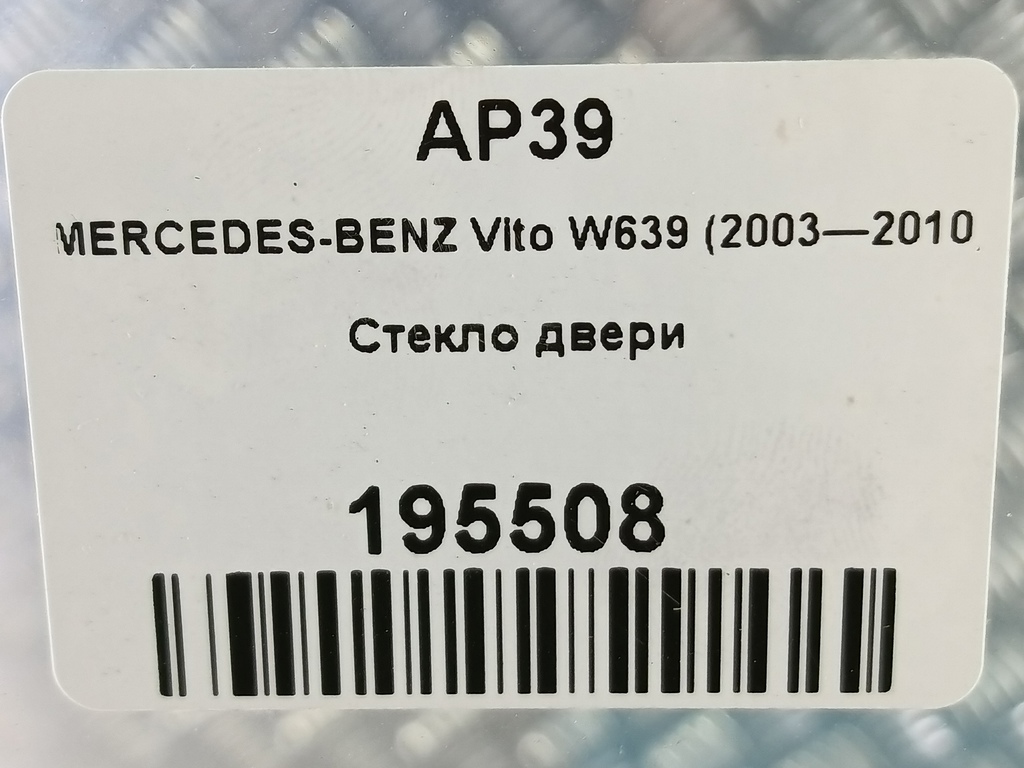 AP39
MERCEDES-BENZ Vito W639 (2003—2010
Стекло двери
195508